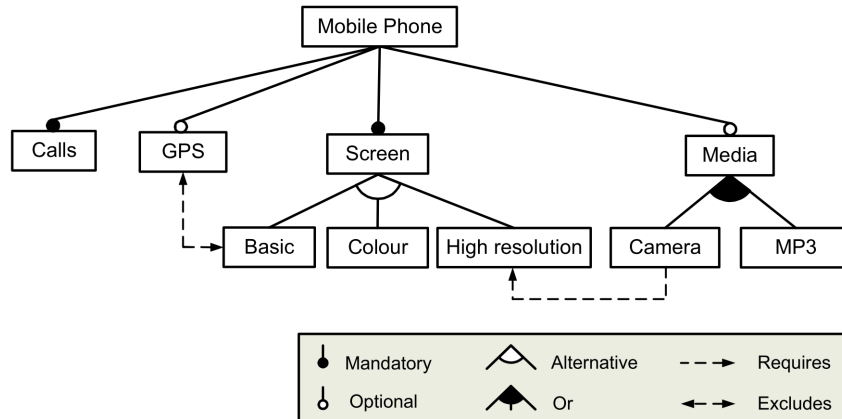 Mobile Phone
Calls
GPS
Screen
Media
Basic
Colour
High resolution
Camera
MP3
Mandatory
Alternative
Requires
Optional
Or
Excludes